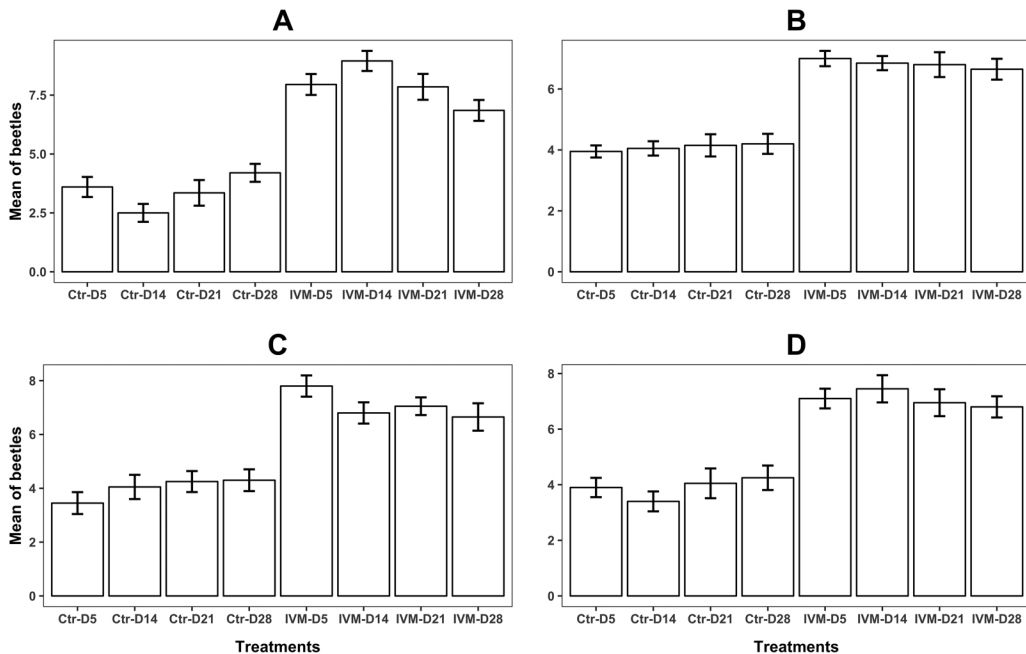 A
B
Mean of beetles
7.5
5.0
2.5
0.0
Ctr-D5 Ctr-D14 Ctr-D21 Ctr-D28 IVM-D5 IVM-D14 IVM-D21 IVM-D28
6
4
2
0
Ctr-D5 Ctr-D14 Ctr-D21 Ctr-D28 IVM-D5 IVM-D14 IVM-D21 IVM-D28
C
D
Mean of beetles
8
6
4
2
0
Ctr-D5 Ctr-D14 Ctr-D21 Ctr-D28 IVM-D5 IVM-D14 IVM-D21 IVM-D28
Treatments
8
6
4
2
0
Ctr-D5 Ctr-D14 Ctr-D21 Ctr-D28 IVM-D5 IVM-D14 IVM-D21 IVM-D28
Treatments